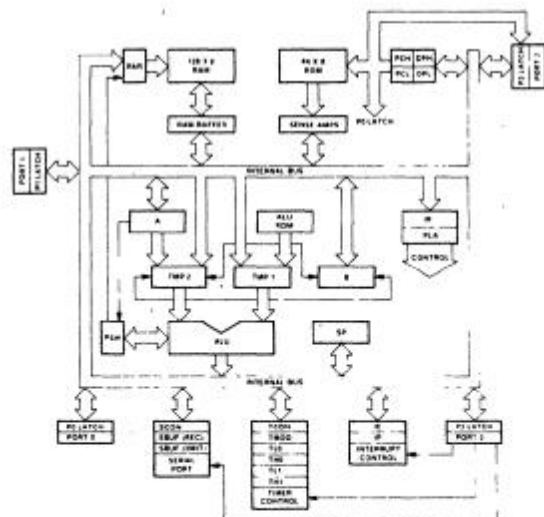 RAR
128 X 8
RAM
4K X 8
ROM
PCH DPH
PCL DPL
P2 LATCH
PORT 2
RAM BUFFER
SENSE AMPS
P0 LATCH
PORT 1
P1 LATCH
INTERNAL BUS
A
ALU
ROM
IR
PLA
CONTROL
TMP 2
TMP 1
B
PSW
ALU
SP
INTERNAL BUS
LATCH
PORT
SCON
SBUF (REC)
SBUF (XMIT)
SERIAL
PORT
TCON
TMOD
TL0
TH0
TL1
TH1
TIMER
CONTROL
IE
IP
INTERRUPT
CONTROL
P3 LATCH
PORT 3